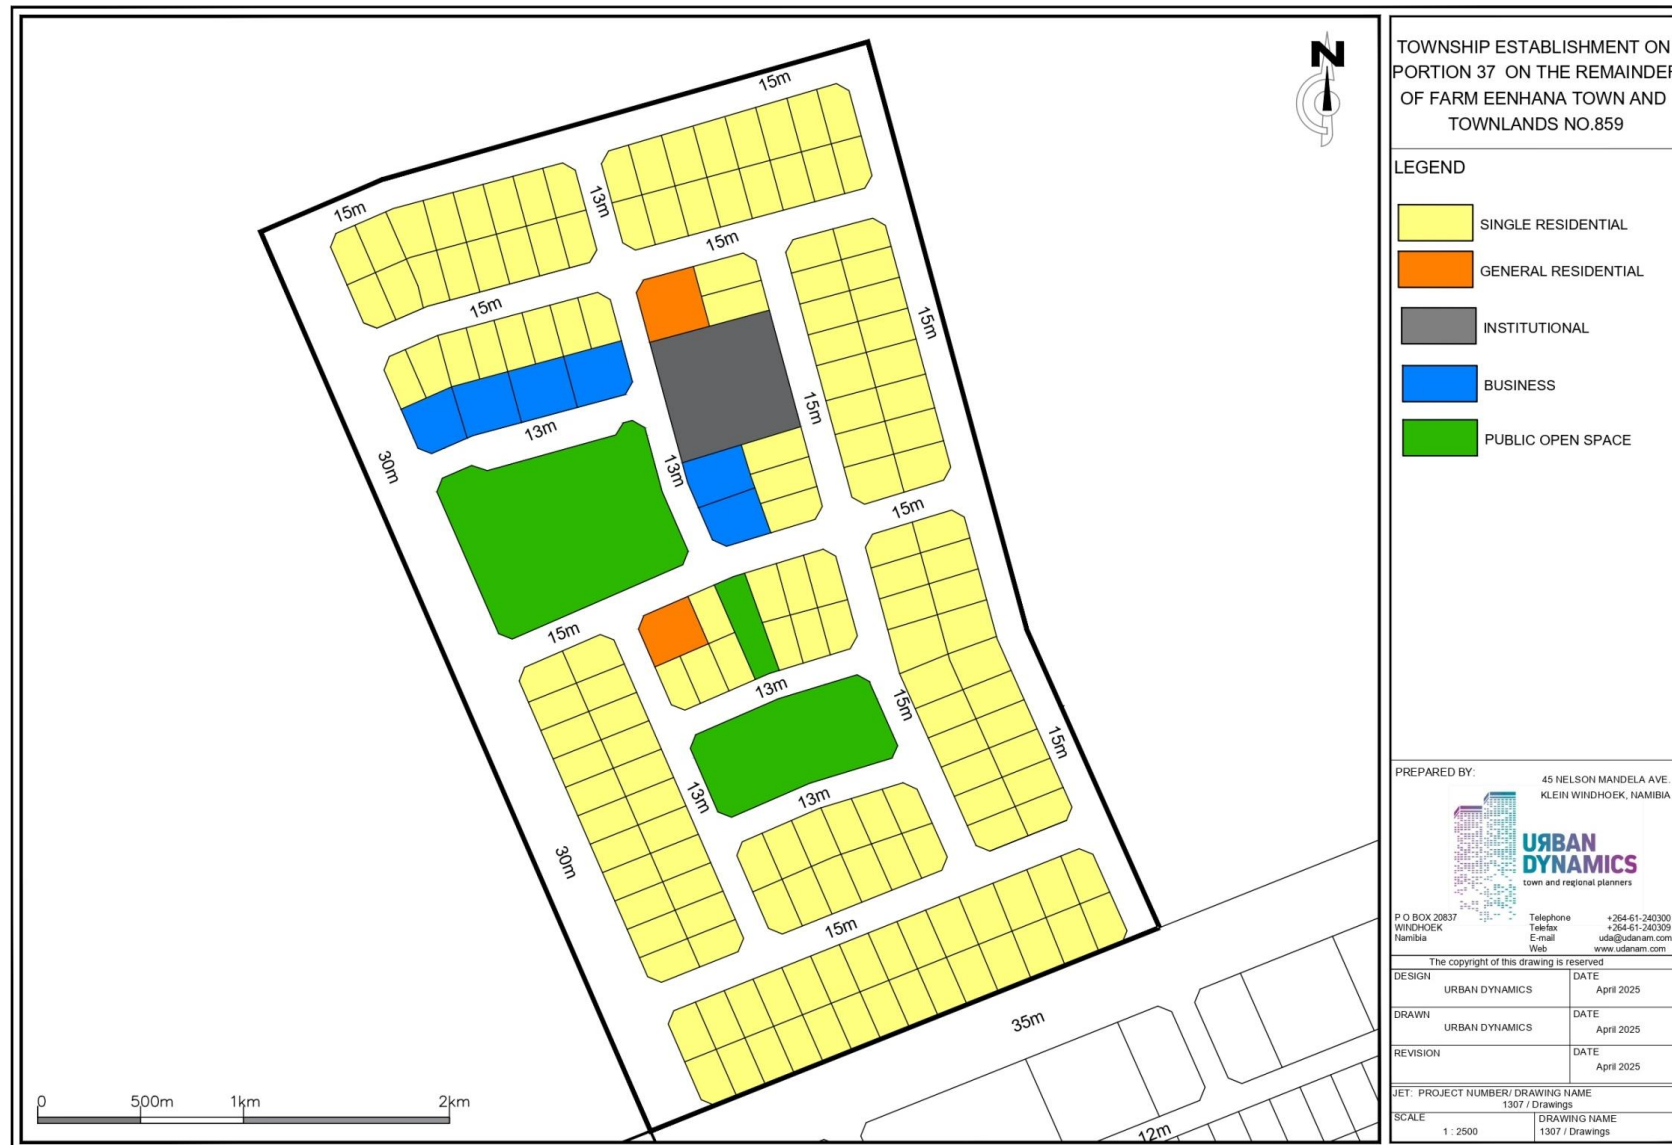 15m
N
15m
13m
15m
15m
15m
15m
13m
30m
13m
15m
15m
15m
13m
15m
15m
13m
13m
30m
15m
35m
12m
0 500m 1km 2km
TOWNSHIP ESTABLISHMENT ON
PORTION 37 ON THE REMAINDER
OF FARM EENHANA TOWN AND
TOWNLANDS NO.859
LEGEND
SINGLE RESIDENTIAL
GENERAL RESIDENTIAL
INSTITUTIONAL
BUSINESS
PUBLIC OPEN SPACE
PREPARED BY:
45 NELSON MANDELA AVE.
KLEIN WINDHOEK, NAMIBIA
URBAN
DYNAMICS
town and regional planners
P O BOX 20837
WINDHOEK
Namibia
Telephone +264-61-240300
Telefax +264-61-240309
E-mail uda@udanam.com
Web www.udanam.com
The copyright of this drawing is reserved
DESIGN DATE
URBAN DYNAMICS April 2025
DRAWN DATE
URBAN DYNAMICS April 2025
REVISION DATE
April 2025
JET: PROJECT NUMBER/ DRAWING NAME
1307 / Drawings
SCALE DRAWING NAME
1 : 2500 1307 / Drawings